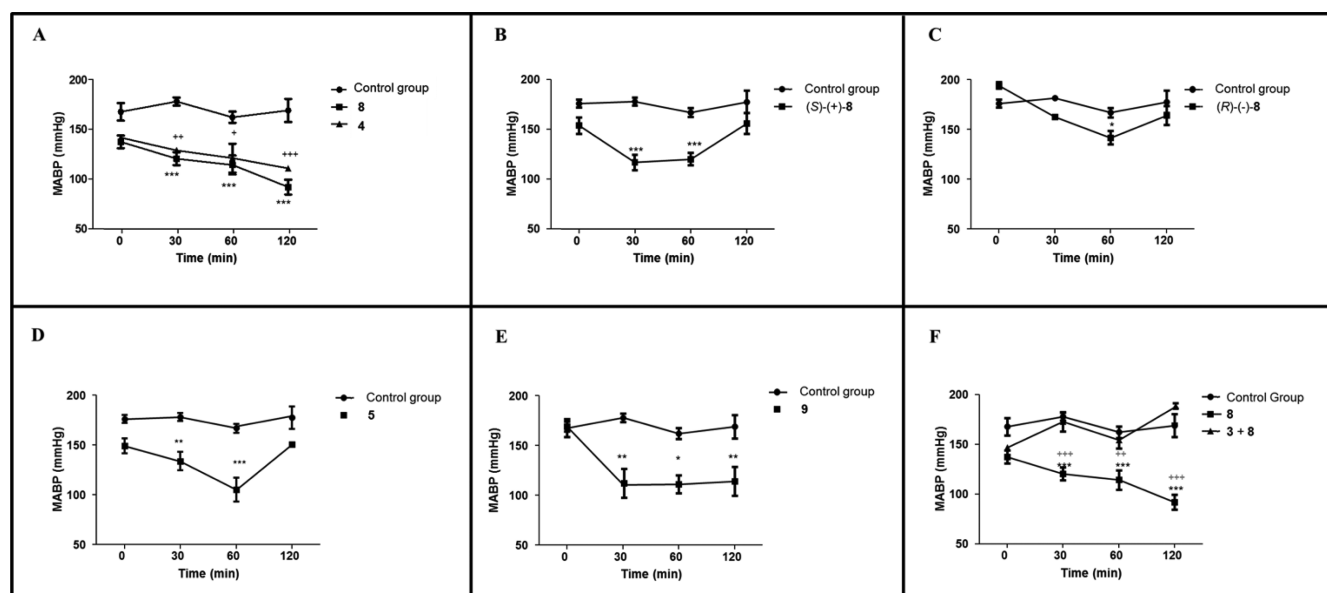 A
MABP (mmHg)
200
150
100
50
0
30
60
120
Time (min)
Control group
8
4
++
+
+++
***
***
***
B
MABP (mmHg)
200
150
100
50
0
30
60
120
Time (min)
Control group
(S)-(+)-8
***
***
C
MABP (mmHg)
200
150
100
50
0
30
60
120
Time (min)
Control group
(R)-(-)-8
*
D
MABP (mmHg)
200
150
100
50
0
30
60
120
Time (min)
Control group
5
**
***
E
MABP (mmHg)
200
150
100
50
0
30
60
120
Time (min)
Control group
9
**
*
**
F
MABP (mmHg)
200
150
100
50
0
30
60
120
Time (min)
Control Group
8
3 + 8
+++
***
++
***
+++
***